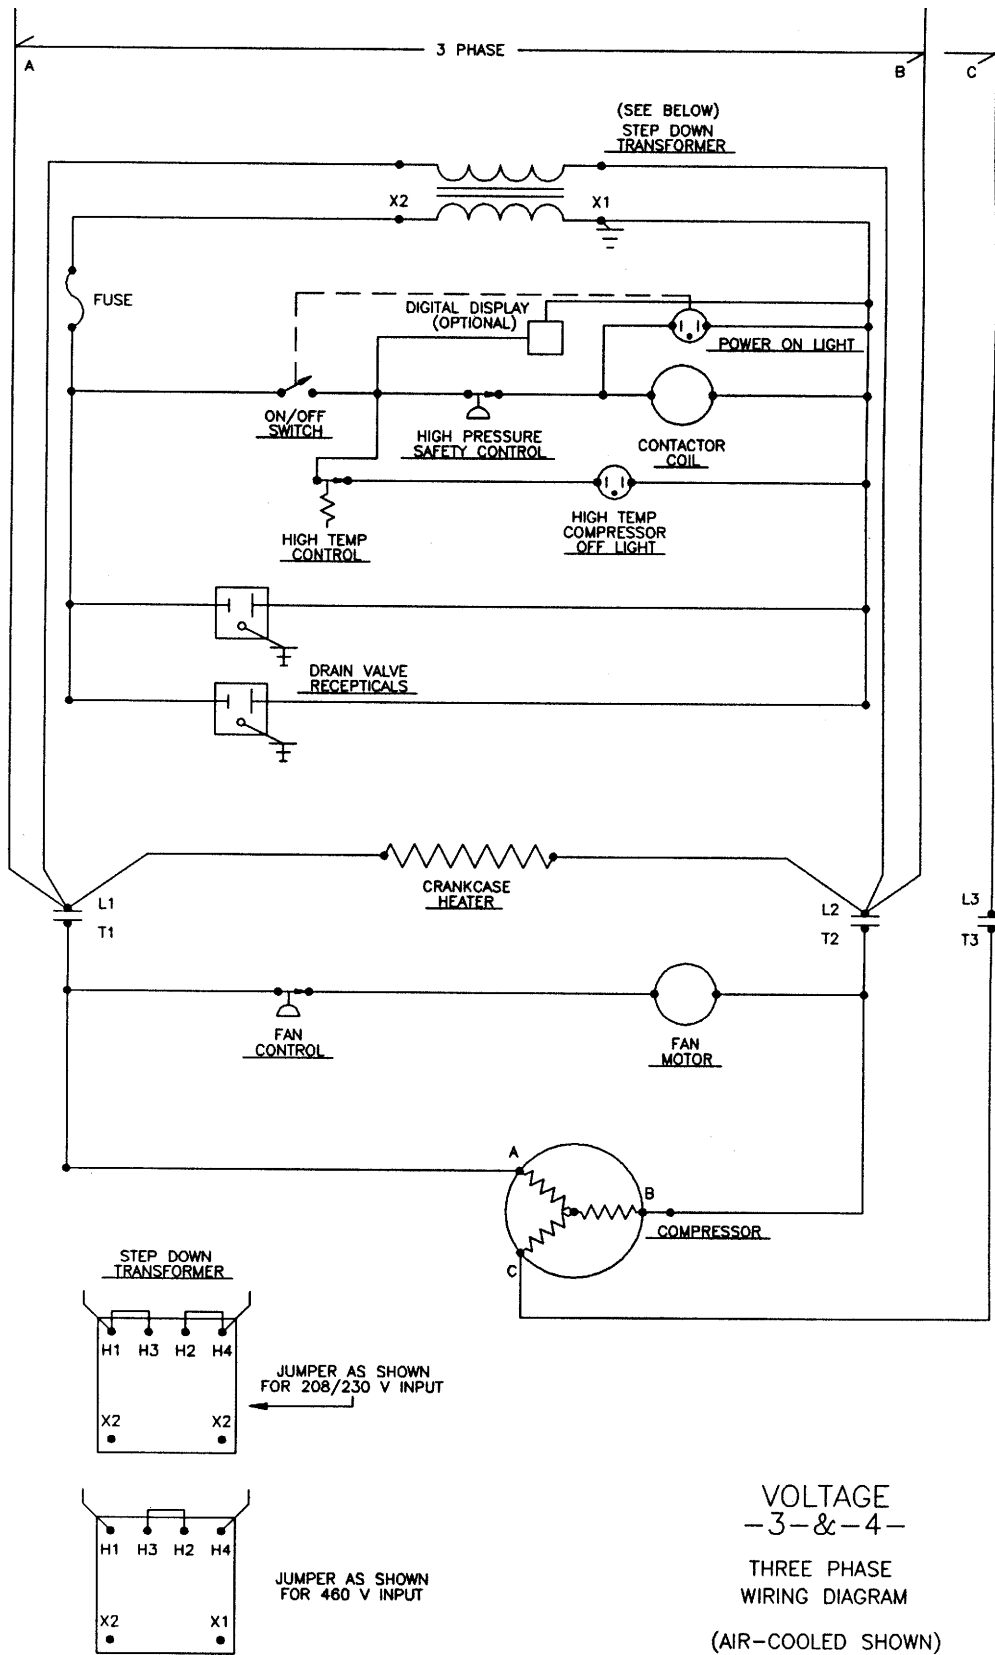 3 PHASE
A
B
C
(SEE BELOW)
STEP DOWN
TRANSFORMER
X2
X1
FUSE
DIGITAL DISPLAY
(OPTIONAL)
POWER ON LIGHT
ON/OFF
SWITCH
HIGH PRESSURE
SAFETY CONTROL
CONTACTOR
COIL
HIGH TEMP
CONTROL
HIGH TEMP
COMPRESSOR
OFF LIGHT
DRAIN VALVE
RECEPTICALS
CRANKCASE
HEATER
L1
T1
L2
T2
L3
T3
FAN
CONTROL
FAN
MOTOR
A
B
C
COMPRESSOR
STEP DOWN
TRANSFORMER
H1 H3 H2 H4
X2 X2
JUMPER AS SHOWN
FOR 208/230 V INPUT
H1 H3 H2 H4
X2 X1
JUMPER AS SHOWN
FOR 460 V INPUT
VOLTAGE
-3-&-4-
THREE PHASE
WIRING DIAGRAM
(AIR-COOLED SHOWN)